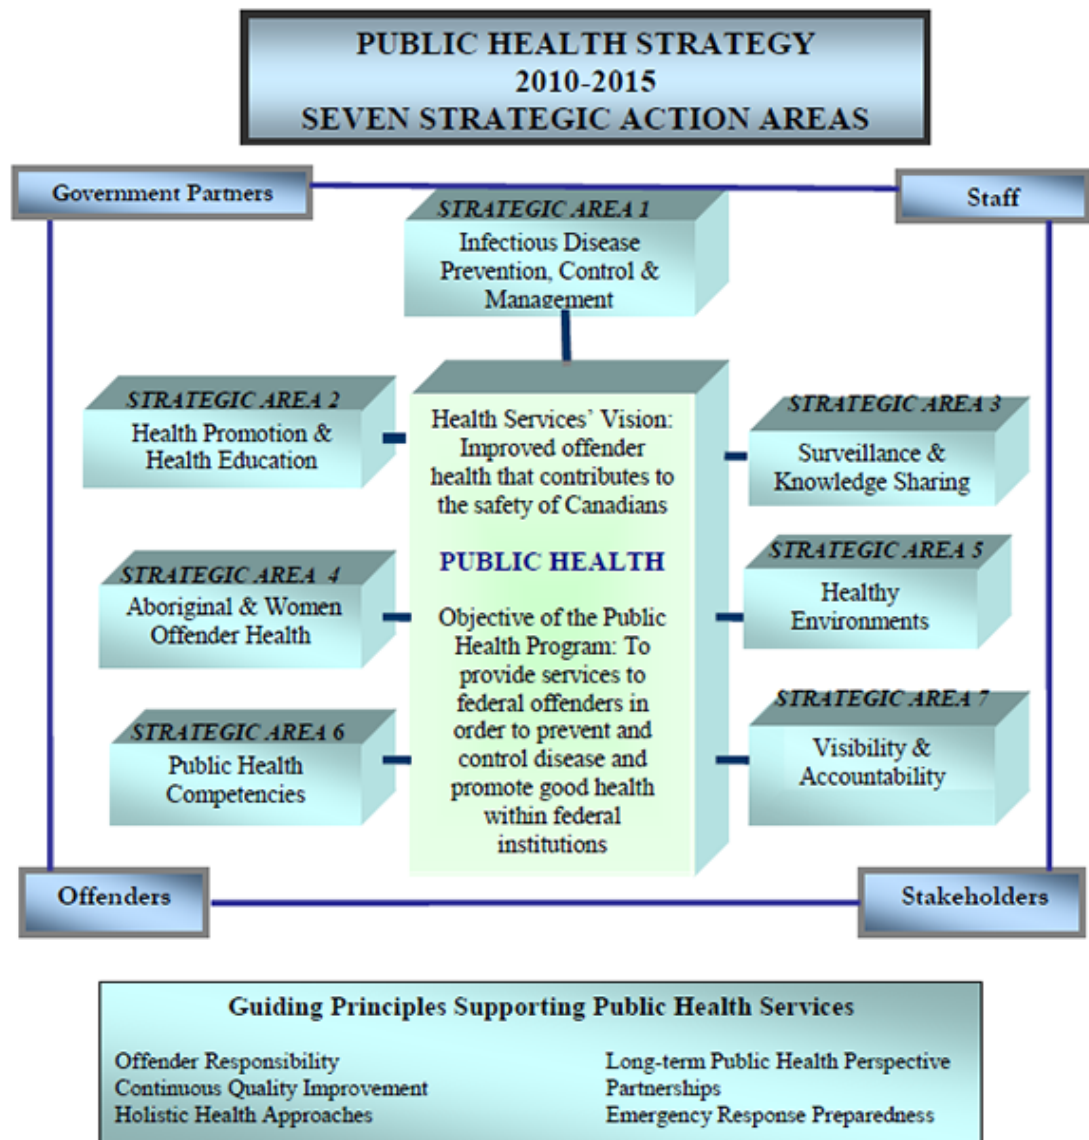 PUBLIC HEALTH STRATEGY
2010-2015
SEVEN STRATEGIC ACTION AREAS
Government Partners
Staff
STRATEGIC AREA 1
Infectious Disease
Prevention, Control &
Management
STRATEGIC AREA 2
Health Promotion &
Health Education
STRATEGIC AREA 3
Surveillance &
Knowledge Sharing
Health Services' Vision:
Improved offender
health that contributes to
the safety of Canadians
PUBLIC HEALTH
Objective of the Public
Health Program: To
provide services to
federal offenders in
order to prevent and
control disease and
promote good health
within federal
institutions
STRATEGIC AREA 4
Aboriginal & Women
Offender Health
STRATEGIC AREA 5
Healthy
Environments
STRATEGIC AREA 6
Public Health
Competencies
STRATEGIC AREA 7
Visibility &
Accountability
Offenders
Stakeholders
Guiding Principles Supporting Public Health Services
Offender Responsibility
Continuous Quality Improvement
Holistic Health Approaches
Long-term Public Health Perspective
Partnerships
Emergency Response Preparedness